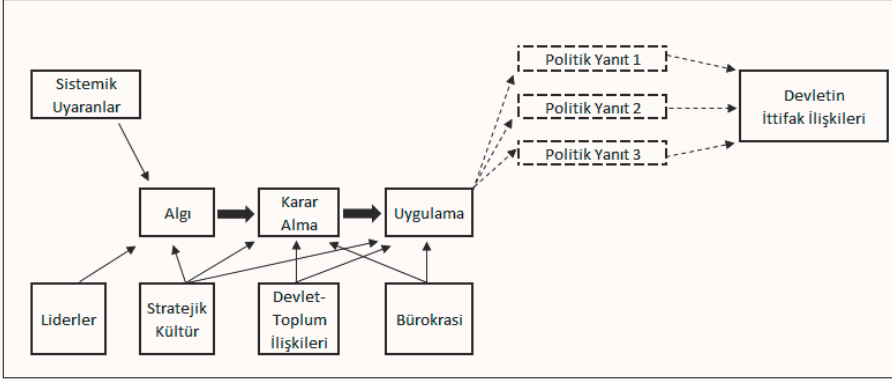 Sistemik
Uyaranlar
Politik Yanıt 1
Politik Yanıt 2
Politik Yanıt 3
Devletin
İttifak İlişkileri
Algı
Karar
Alma
Uygulama
Liderler
Stratejik
Kültür
Devlet-
Toplum
İlişkileri
Bürokrasi